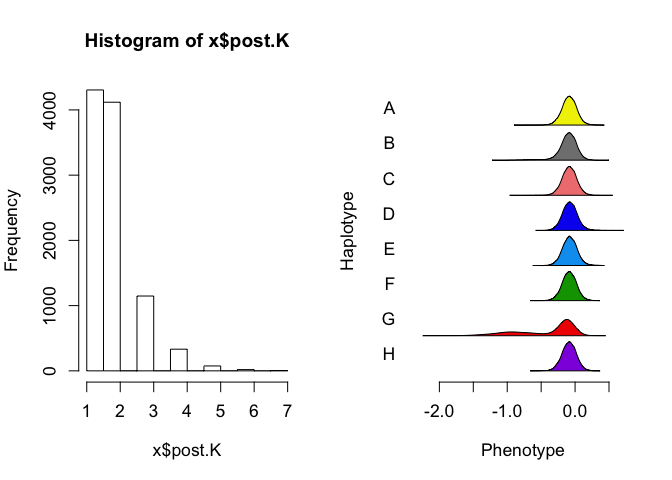 Histogram of x$post.K
Frequency
0
1000
2000
3000
4000
1 2 3 4 5 6 7
x$post.K
Haplotype
A
B
C
D
E
F
G
H
-2.0 -1.0 0.0
Phenotype